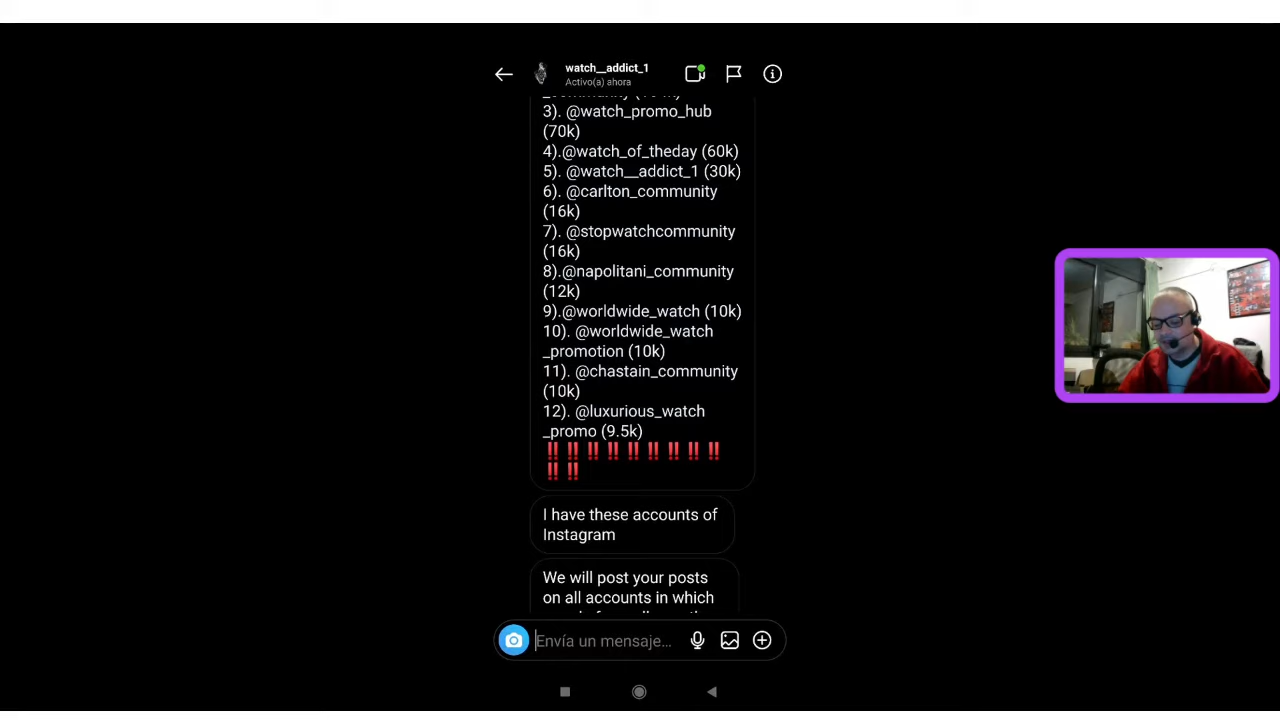 watch__addict_1
Activo(a) ahora
3). @watch_promo_hub
(70k)
4).@watch_of_theday (60k)
5). @watch__addict_1 (30k)
6). @carlton_community
(16k)
7). @stopwatchcommunity
(16k)
8).@napolitani_community
(12k)
9).@worldwide_watch (10k)
10). @worldwide_watch
_promotion (10k)
11). @chastain_community
(10k)
12). @luxurious_watch
_promo (9.5k)
‼‼‼‼‼‼‼‼‼
‼‼
I have these accounts of
Instagram
We will post your posts
on all accounts in which
Envía un mensaje...